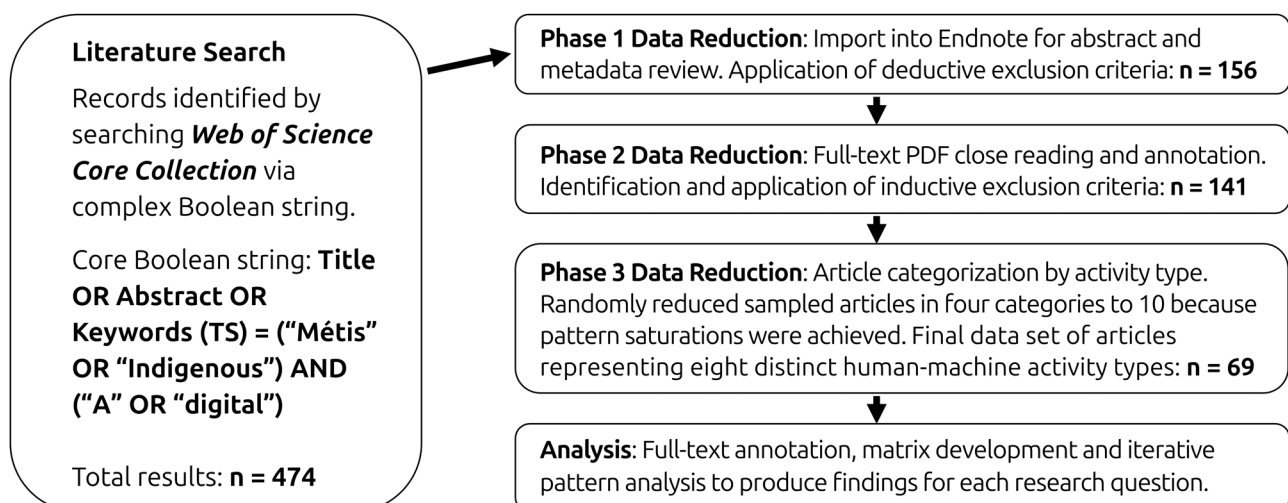 Literature Search
Records identified by
searching Web of Science
Core Collection via
complex Boolean string.
Core Boolean string: Title
OR Abstract OR
Keywords (TS) = (“Métis”
OR “Indigenous”) AND
(“A” OR “digital”)
Total results: n = 474
Phase 1 Data Reduction: Import into Endnote for abstract and
metadata review. Application of deductive exclusion criteria: n = 156
Phase 2 Data Reduction: Full-text PDF close reading and annotation.
Identification and application of inductive exclusion criteria: n = 141
Phase 3 Data Reduction: Article categorization by activity type.
Randomly reduced sampled articles in four categories to 10 because
pattern saturations were achieved. Final data set of articles
representing eight distinct human-machine activity types: n = 69
Analysis: Full-text annotation, matrix development and iterative
pattern analysis to produce findings for each research question.